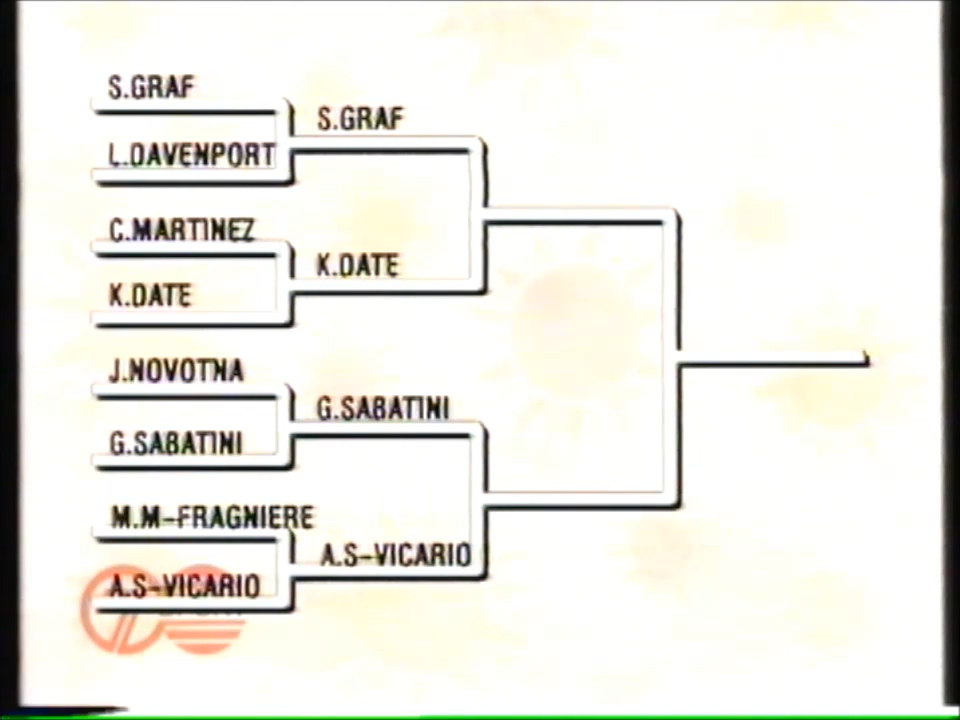 S.GRAF
S.GRAF
L.DAVENPORT
C.MARTINEZ
K.DATE
K.DATE
J.NOVOTNA
G.SABATINI
G.SABATINI
M.M-FRAGNIERE
A.S-VICARIO
A.S-VICARIO